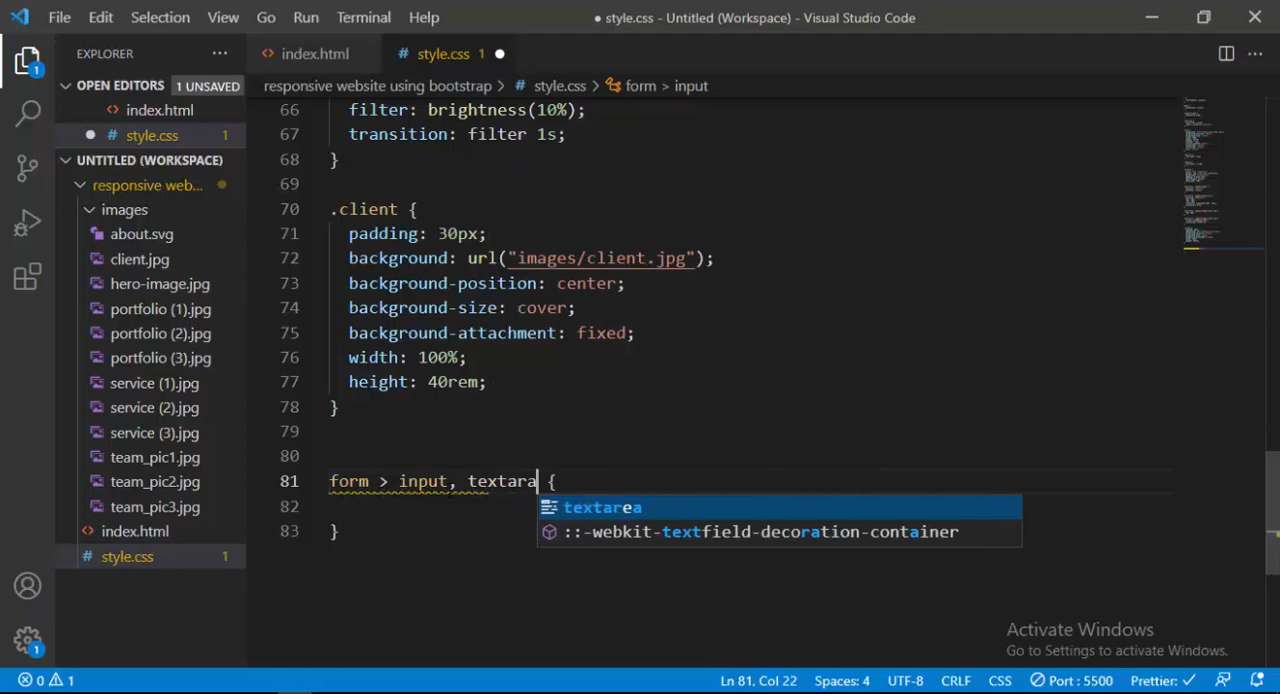 File Edit Selection View Go Run Terminal Help ● style.css - Untitled (Workspace) - Visual Studio Code
EXPLORER ···
index.html
# style.css 1 ●
OPEN EDITORS 1 UNSAVED
index.html
● # style.css 1
UNTITLED (WORKSPACE)
responsive web...
images
about.svg
client.jpg
hero-image.jpg
portfolio (1).jpg
portfolio (2).jpg
portfolio (3).jpg
service (1).jpg
service (2).jpg
service (3).jpg
team_pic1.jpg
team_pic2.jpg
team_pic3.jpg
index.html
# style.css 1
1
1
responsive website using bootstrap > # style.css > form > input
66 filter: brightness(10%);
67 transition: filter 1s;
68 }
69
70 .client {
71 padding: 30px;
72 background: url("images/client.jpg");
73 background-position: center;
74 background-size: cover;
75 background-attachment: fixed;
76 width: 100%;
77 height: 40rem;
78 }
79
80
81 form > input, textara {
82
83 }
textarea
::-webkit-textfield-decoration-container
Activate Windows
Go to Settings to activate Windows.
0 1 Ln 81, Col 22 Spaces: 4 UTF-8 CRLF CSS Port : 5500 Prettier: ✓